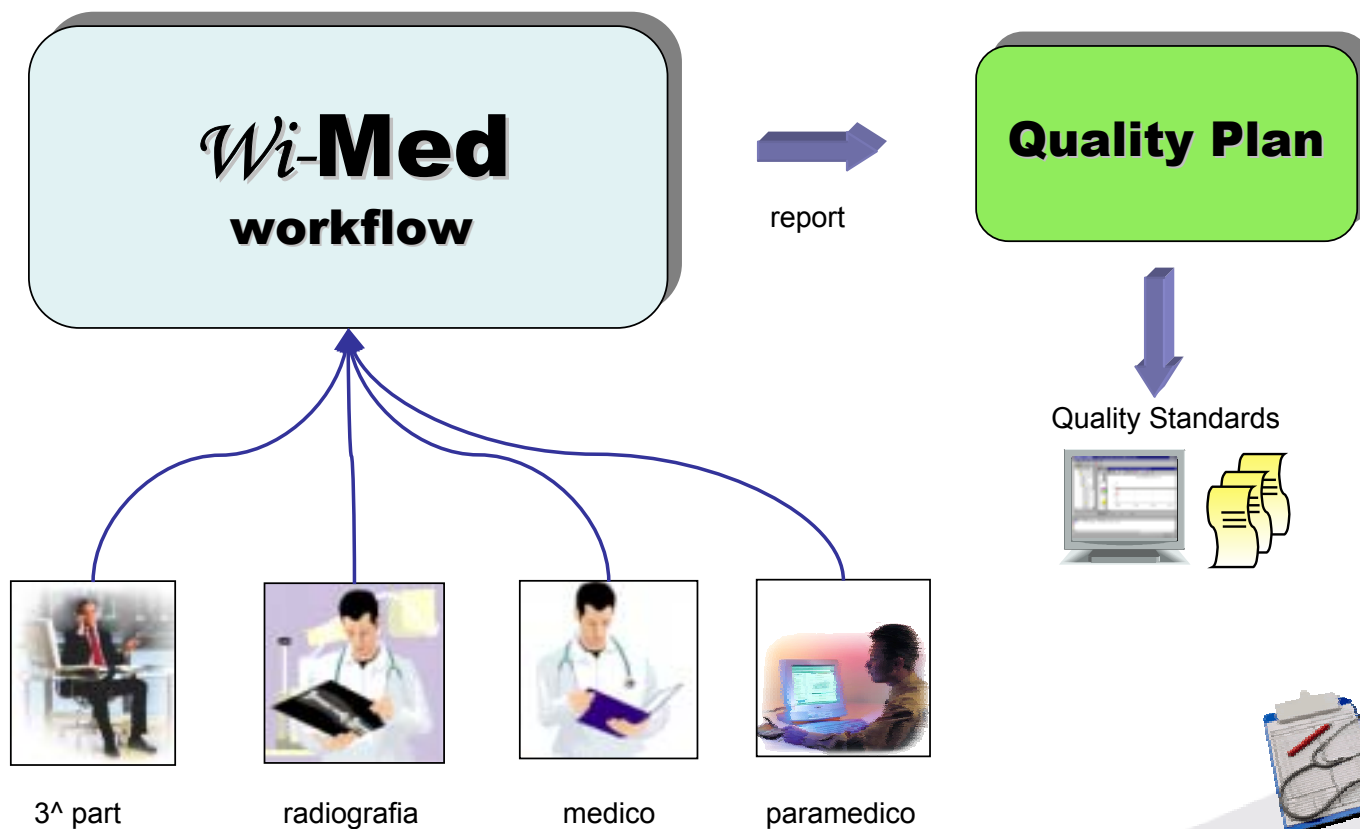 Wi-Med
workflow
report
Quality Plan
Quality Standards
3^ part
radiografia
medico
paramedico